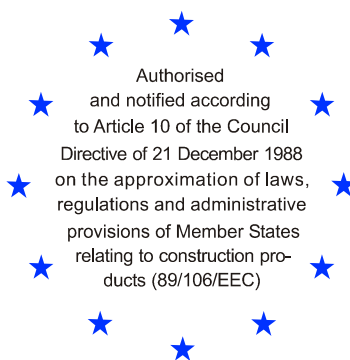 Authorised
and notified according
to Article 10 of the Council
Directive of 21 December 1988
on the approximation of laws,
regulations and administrative
provisions of Member States
relating to construction pro-
ducts (89/106/EEC)